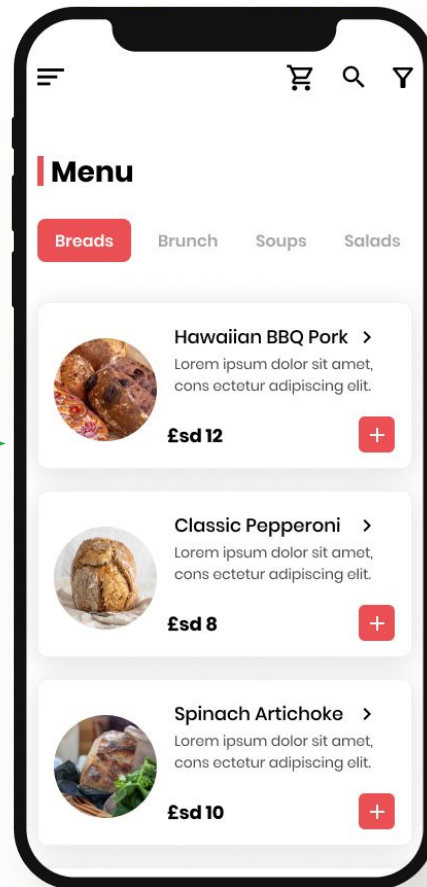 Menu
Breads Brunch Soups Salads
Hawaiian BBQ Pork
Lorem ipsum dolor sit amet,
cons ectetur adipiscing elit.
£sd 12
Classic Pepperoni
Lorem ipsum dolor sit amet,
cons ectetur adipiscing elit.
£sd 8
Spinach Artichoke
Lorem ipsum dolor sit amet,
cons ectetur adipiscing elit.
£sd 10